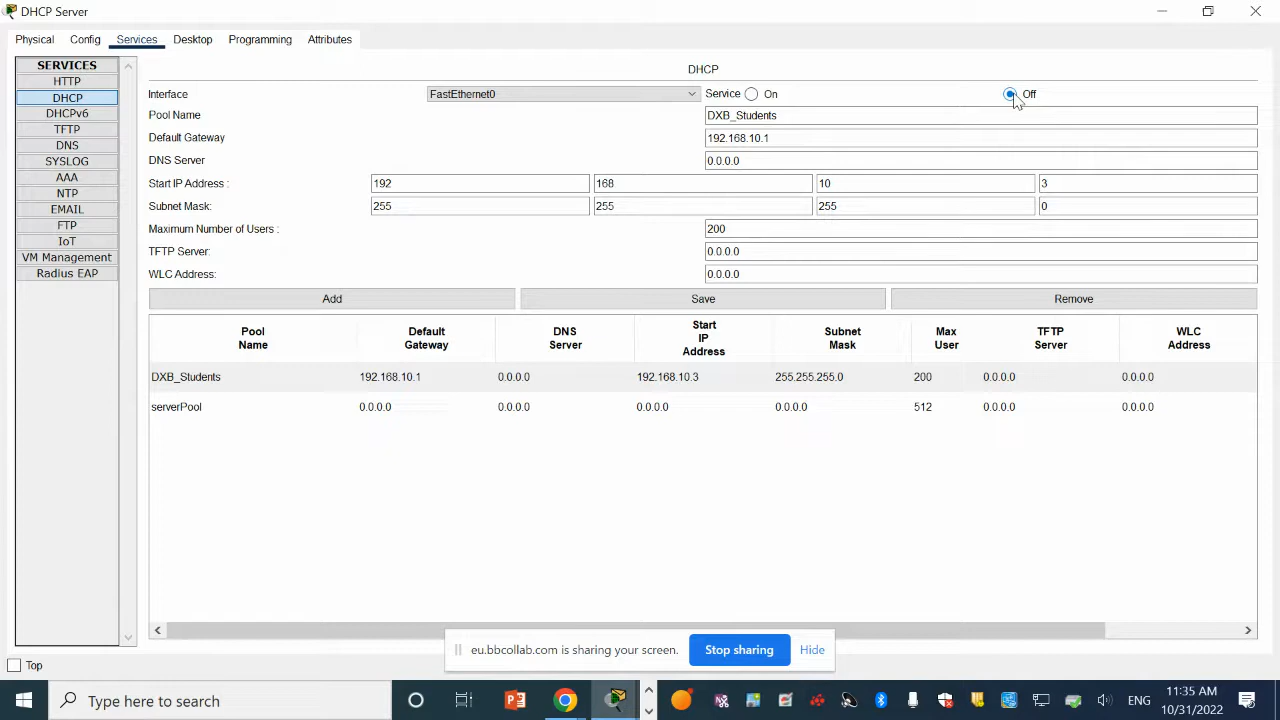 DHCP Server
Physical Config Services Desktop Programming Attributes
SERVICES
HTTP
DHCP
DHCPv6
TFTP
DNS
SYSLOG
AAA
NTP
EMAIL
FTP
IoT
VM Management
Radius EAP
DHCP
Interface FastEthernet0 Service On Off
Pool Name DXB_Students
Default Gateway 192.168.10.1
DNS Server 0.0.0.0
Start IP Address : 192 168 10 3
Subnet Mask: 255 255 255 0
Maximum Number of Users : 200
TFTP Server: 0.0.0.0
WLC Address: 0.0.0.0
Add Save Remove
Pool Name Default Gateway DNS Server Start IP Address Subnet Mask Max User TFTP Server WLC Address
DXB_Students 192.168.10.1 0.0.0.0 192.168.10.3 255.255.255.0 200 0.0.0.0 0.0.0.0
serverPool 0.0.0.0 0.0.0.0 0.0.0.0 0.0.0.0 512 0.0.0.0 0.0.0.0
eu.bbcollab.com is sharing your screen. Stop sharing Hide
Top
Type here to search
ENG
11:35 AM
10/31/2022